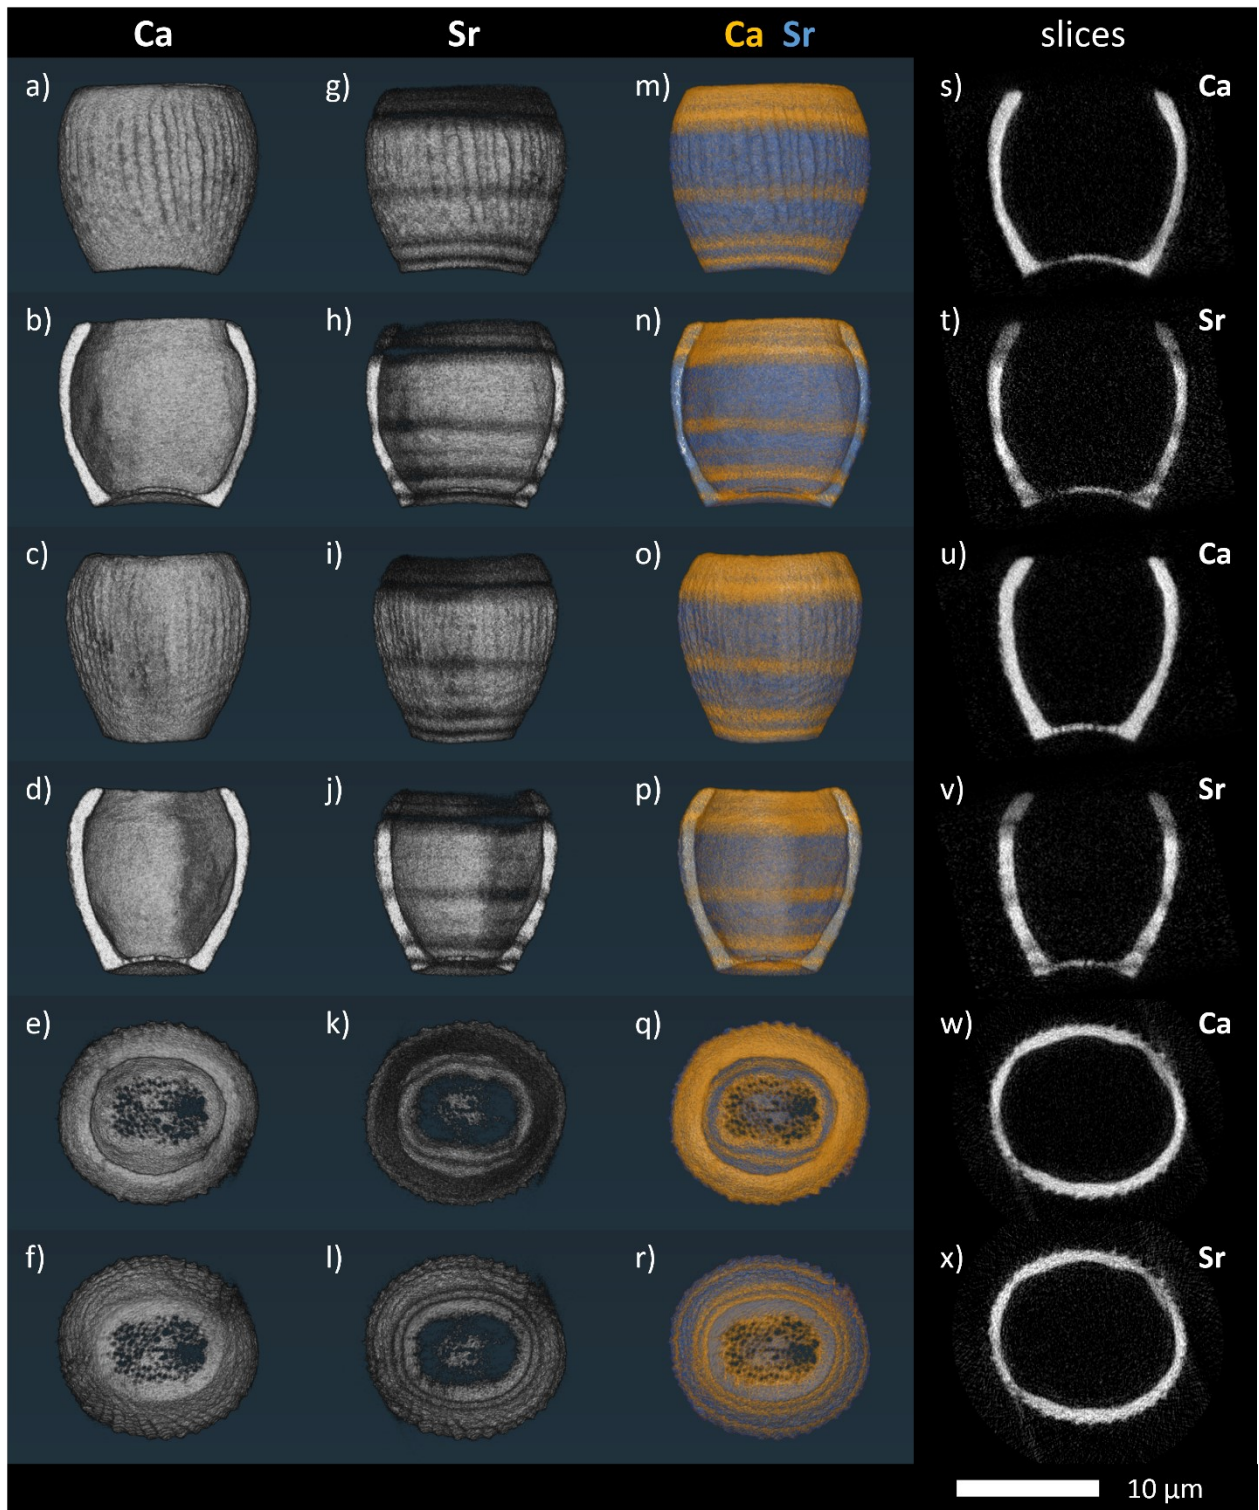 Ca Sr Ca Sr slices
a) g) m) s) Ca
b) h) n) t) Sr
c) i) o) u) Ca
d) j) p) v) Sr
e) k) q) w) Ca
f) l) r) x) Sr
10 µm